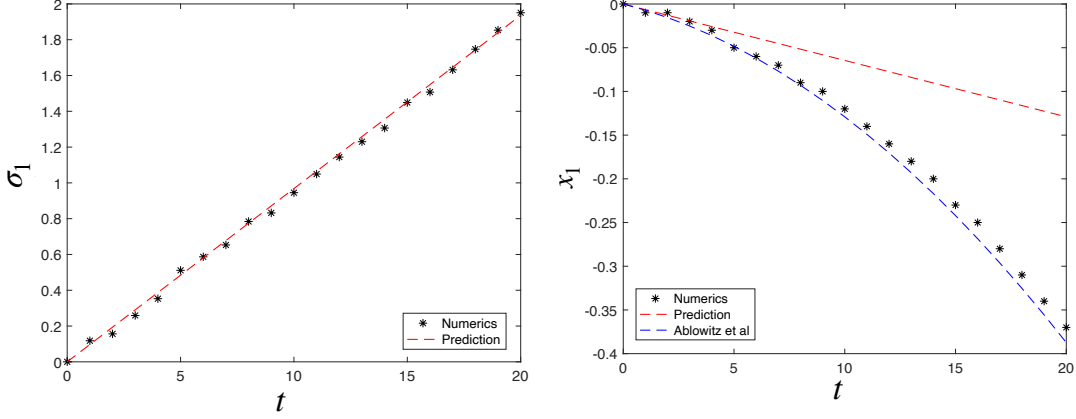 2
1.8
1.6
1.4
1.2
1
0.8
0.6
0.4
0.2
0
σ1
0 5 10 15 20
t
Numerics
Prediction
0
-0.05
-0.1
-0.15
-0.2
-0.25
-0.3
-0.35
-0.4
x1
0 5 10 15 20
t
Numerics
Prediction
Ablowitz et al